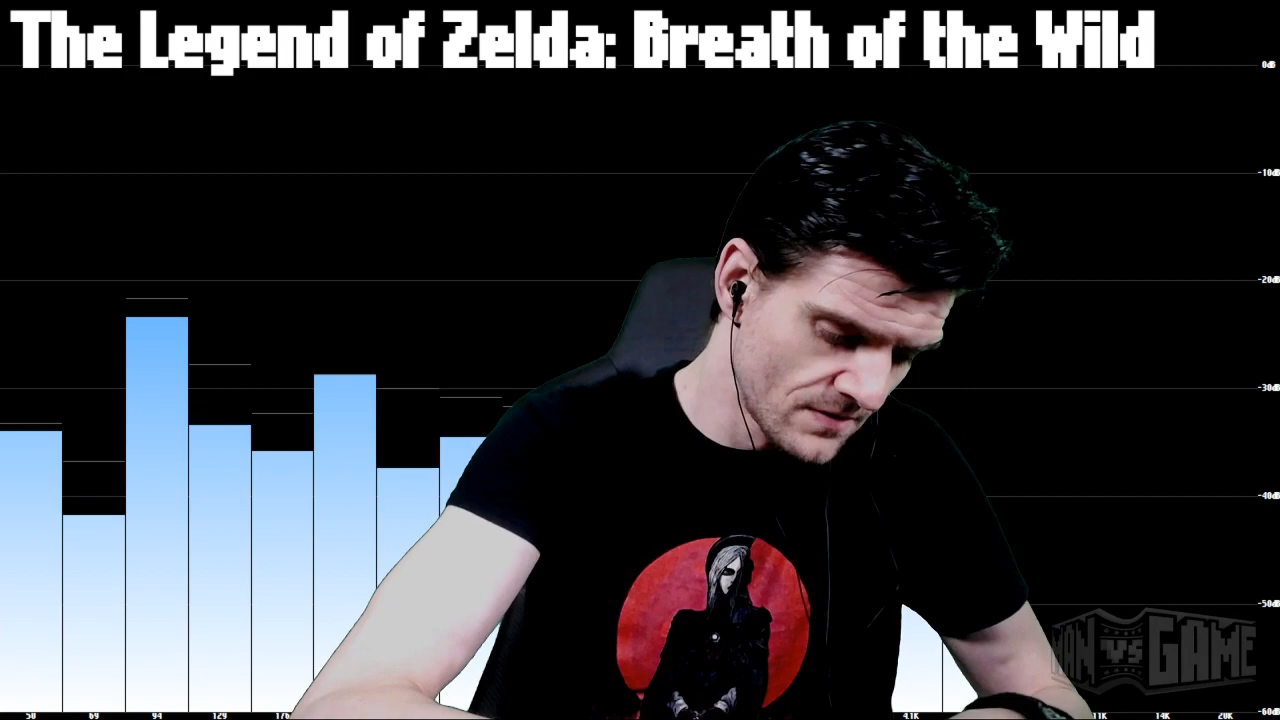 The Legend of Zelda: Breath of the Wild
0dB
-10dB
-20dB
-30dB
-40dB
-50dB
-60dB
50 69 94 129 176 4.1K 11K 14K 20K
MAN VS GAME